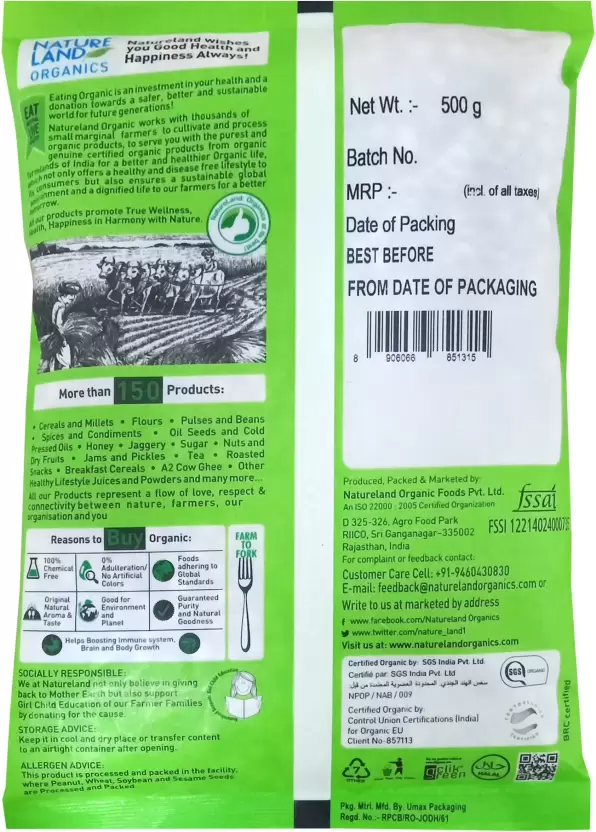 NATURE
LAND
ORGANICS
Natureland wishes
you Good Health and
Happiness Always!
EAT
Eating Organic is an investment in your health and a
donation towards a safer, better and sustainable
world for future generations!
Natureland Organic works with thousands of
small marginal farmers to cultivate and process
organic products, to serve you with the purest and
genuine certified organic products from organic
farmlands of India for a better and healthier Organic life,
which not only offers a healthy and disease free lifestyle to
consumers but also ensures a sustainable global
environment and a dignified life to our farmers for a better
All our products promote True Wellness,
Health, Happiness in Harmony with Nature.
More than 150 Products:
• Cereals and Millets • Flours • Pulses and Beans
• Spices and Condiments • Oil Seeds and Cold
Pressed Oils • Honey • Jaggery • Sugar • Nuts and
Dry Fruits • Jams and Pickles • Tea • Roasted
Snacks • Breakfast Cereals • A2 Cow Ghee • Other
Healthy Lifestyle Juices and Powders and many more...
All our Products represent a flow of love, respect &
connectivity between nature, farmers, our
organisation and you
Reasons to Buy Organic:
100%
Chemical
Free
0%
Adulteration/
No Artificial
Colors
Foods
adhering to
Global
Standards
Original
Natural
Aroma &
Taste
Good for
Environment
and
Planet
Guaranteed
Purity
and Natural
Goodness
Helps Boosting immune system,
Brain and Body Growth
FARM
TO
FORK
SOCIALLY RESPONSIBLE:
We at Natureland not only believe in giving
back to Mother Earth but also support
Girl Child Education of our Farmer Families
by donating for the cause.
STORAGE ADVICE:
Keep it in cool and dry place or transfer content
to an airtight container after opening.
ALLERGEN ADVICE:
This product is processed and packed in the facility,
where Peanut, Wheat, Soybean and Sesame Seeds
are Processed and Packed
Net Wt. :- 500 g
Batch No.
MRP :- (incl. of all taxes)
Date of Packing
BEST BEFORE
FROM DATE OF PACKAGING
8 906066 851315
Produced, Packed & Marketed by:
Natureland Organic Foods Pvt. Ltd.
An ISO 22000 : 2005 Certified Organization
D 325-326, Agro Food Park
RIICO, Sri Ganganagar-335002
Rajasthan, India
fssai
For complaint or feedback contact:
Customer Care Cell: +91-9460430830
E-mail: feedback@naturelandorganics.com or
Write to us at marketed by address
www.facebook.com/Natureland Organics
www.twitter.com/nature_land1
Visit us at: www.naturelandorganics.com
Certified Organic by: SGS India Pvt. Ltd.
Certifié par: SGS India Pvt. Ltd
NPOP / NAB / 009
SGS ORGANIC
Certified Organic by:
Control Union Certifications (India)
for Organic EU
Client No-857113
BRC certified
HALAL
Pkg. Mtrl. Mfd. By. Umax Packaging
Regd. No.:- RPCB/RO-JODH/61